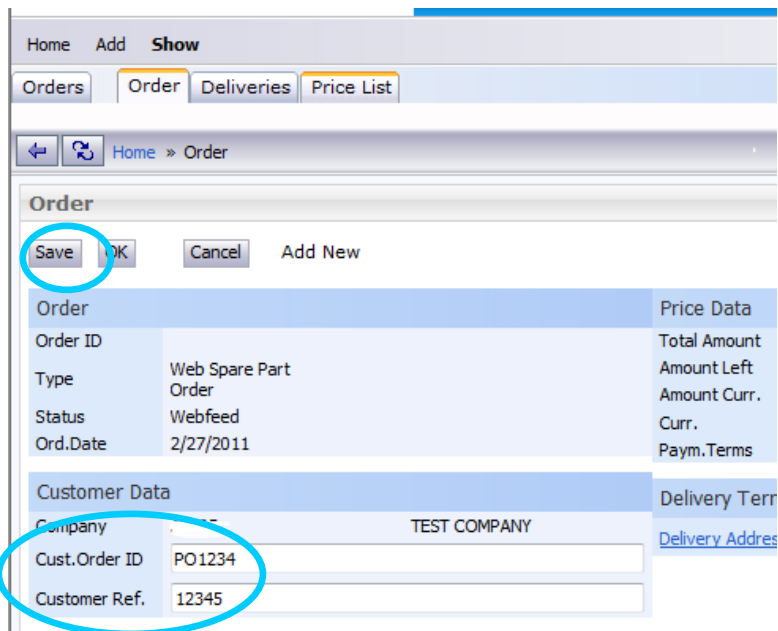 Home Add Show
Orders Order Deliveries Price List
Home » Order
Order
Save OK Cancel Add New
Order
Order ID
Type Web Spare Part
Order
Status Webfeed
Ord.Date 2/27/2011
Customer Data
Company TEST COMPANY
Cust.Order ID PO1234
Customer Ref. 12345
Price Data
Total Amount
Amount Left
Amount Curr.
Curr.
Paym.Terms
Delivery Terr
Delivery Addres